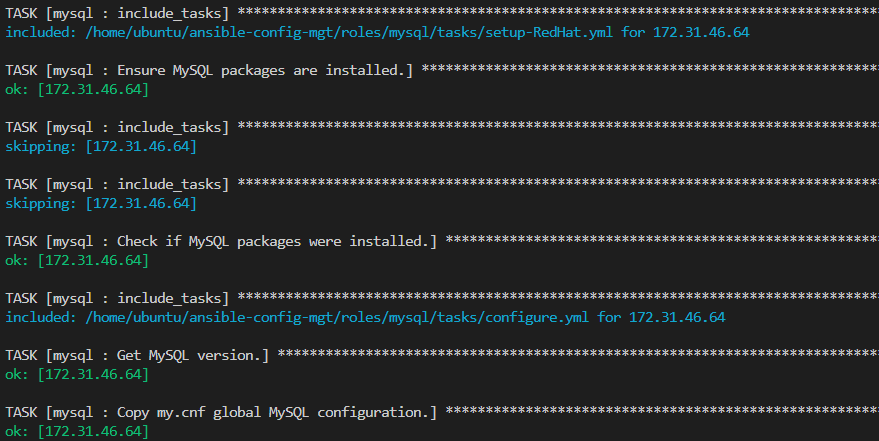 TASK [mysql : include_tasks] ********************************************************************************
included: /home/ubuntu/ansible-config-mgt/roles/mysql/tasks/setup-RedHat.yml for 172.31.46.64
TASK [mysql : Ensure MySQL packages are installed.] *********************************************************
ok: [172.31.46.64]
TASK [mysql : include_tasks] ********************************************************************************
skipping: [172.31.46.64]
TASK [mysql : include_tasks] ********************************************************************************
skipping: [172.31.46.64]
TASK [mysql : Check if MySQL packages were installed.] ******************************************************
ok: [172.31.46.64]
TASK [mysql : include_tasks] ********************************************************************************
included: /home/ubuntu/ansible-config-mgt/roles/mysql/tasks/configure.yml for 172.31.46.64
TASK [mysql : Get MySQL version.] ***************************************************************************
ok: [172.31.46.64]
TASK [mysql : Copy my.cnf global MySQL configuration.] ******************************************************
ok: [172.31.46.64]